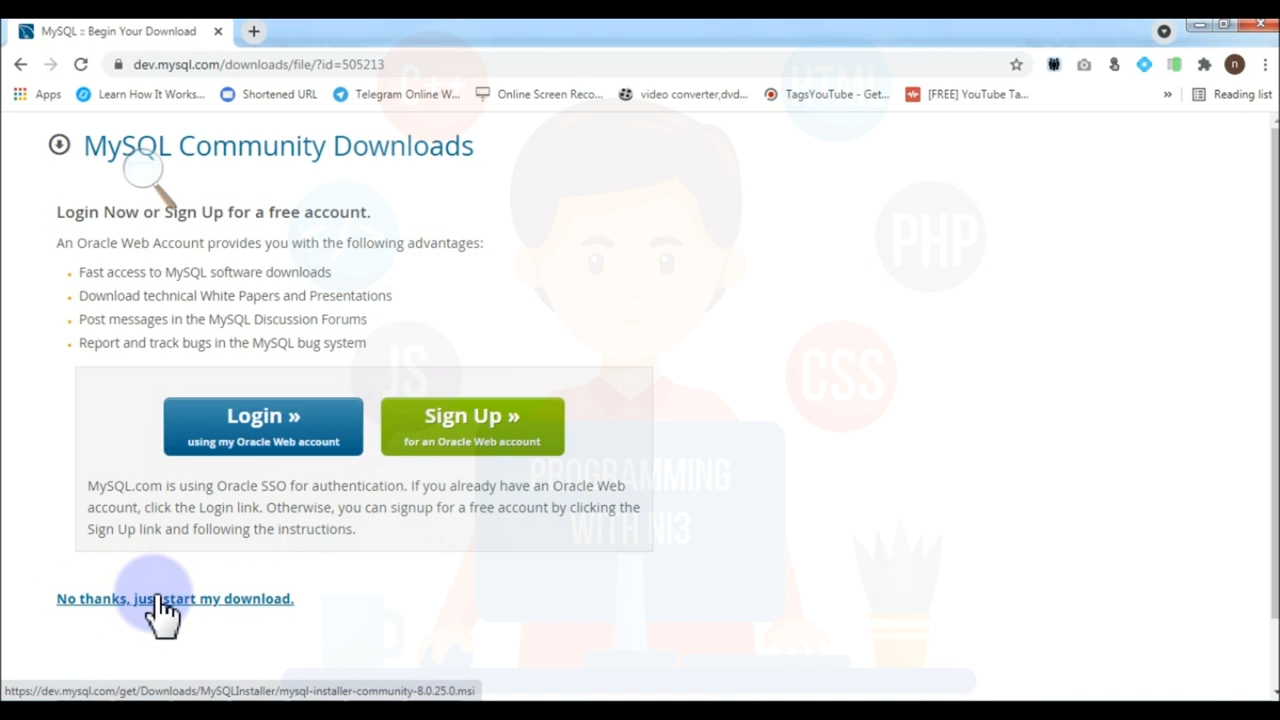 MySQL :: Begin Your Download
dev.mysql.com/downloads/file/?id=505213
n
Apps
Learn How It Works...
Shortened URL
Telegram Online W...
Online Screen Reco...
video converter,dvd...
TagsYouTube - Get...
[FREE] YouTube Ta...
»
Reading list
MySQL Community Downloads
Login Now or Sign Up for a free account.
An Oracle Web Account provides you with the following advantages:
Fast access to MySQL software downloads
Download technical White Papers and Presentations
Post messages in the MySQL Discussion Forums
Report and track bugs in the MySQL bug system
Login »
using my Oracle Web account
Sign Up »
for an Oracle Web account
MySQL.com is using Oracle SSO for authentication. If you already have an Oracle Web
account, click the Login link. Otherwise, you can signup for a free account by clicking the
Sign Up link and following the instructions.
No thanks, just start my download.
https://dev.mysql.com/get/Downloads/MySQLInstaller/mysql-installer-community-8.0.25.0.msi
C++
HTML
</>
PHP
JS
CSS
PROGRAMMING
WITH NI3